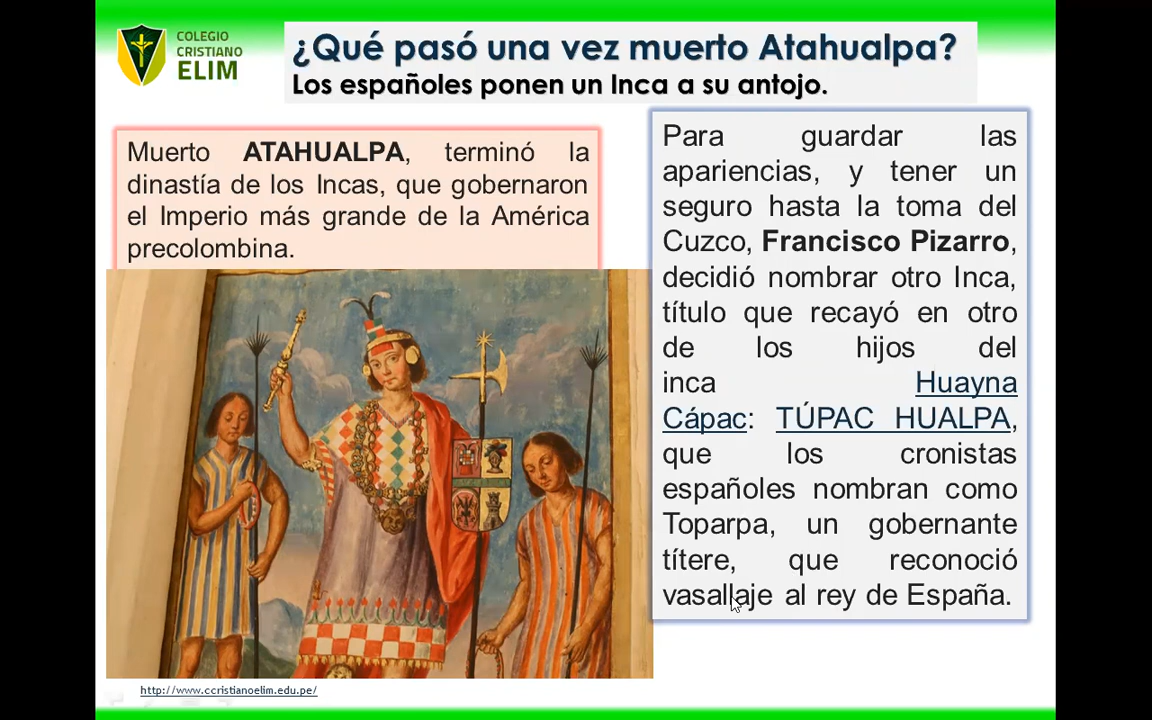 COLEGIO
CRISTIANO
ELIM
¿Qué pasó una vez muerto Atahualpa?
Los españoles ponen un Inca a su antojo.
Muerto ATAHUALPA, terminó la
dinastía de los Incas, que gobernaron
el Imperio más grande de la América
precolombina.
Para guardar las
apariencias, y tener un
seguro hasta la toma del
Cuzco, Francisco Pizarro,
decidió nombrar otro Inca,
título que recayó en otro
de los hijos del
inca Huayna
Cápac: TÚPAC HUALPA,
que los cronistas
españoles nombran como
Toparpa, un gobernante
títere, que reconoció
vasallaje al rey de España.
http://www.ccristianoelim.edu.pe/